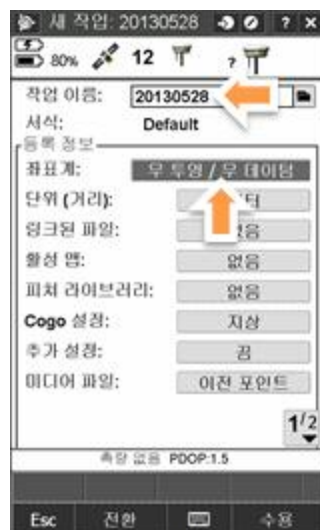 새 작업: 20130528 ? ×
80% 12 ?
작업 이름: 20130528
서식: Default
등록 정보
좌표계: 무 투영 / 무 데이텀
단위 (거리): 터
링크된 파일: 없음
활성 맵: 없음
피쳐 라이브러리: 없음
Cogo 설정: 지상
추가 설정: 끔
미디어 파일: 이전 포인트
1/2
측량 없음 PDOP:1.5
Esc 전환 수용